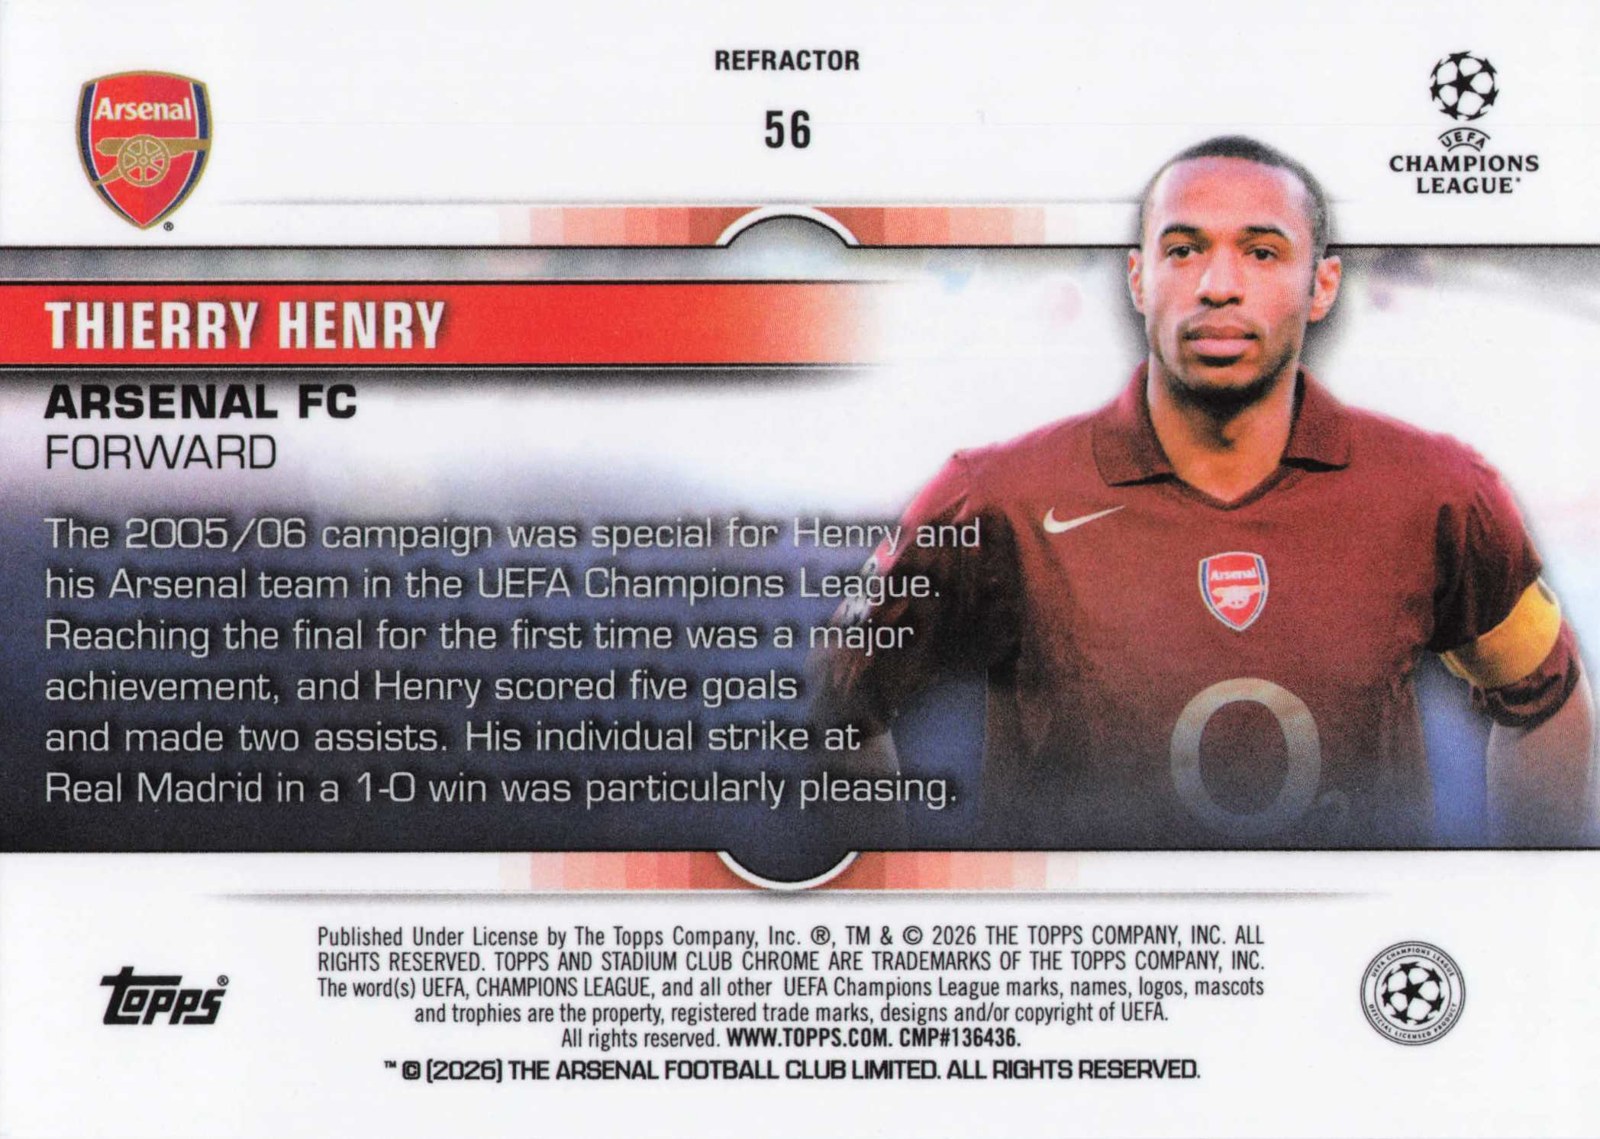 REFRACTOR
56
Arsenal
®
UEFA
CHAMPIONS
LEAGUE®
THIERRY HENRY
ARSENAL FC
FORWARD
The 2005/06 campaign was special for Henry and
his Arsenal team in the UEFA Champions League.
Reaching the final for the first time was a major
achievement, and Henry scored five goals
and made two assists. His individual strike at
Real Madrid in a 1-0 win was particularly pleasing.
Arsenal
O2
Published Under License by The Topps Company, Inc. ®, TM & © 2026 THE TOPPS COMPANY, INC. ALL
RIGHTS RESERVED. TOPPS AND STADIUM CLUB CHROME ARE TRADEMARKS OF THE TOPPS COMPANY, INC.
The word(s) UEFA, CHAMPIONS LEAGUE, and all other UEFA Champions League marks, names, logos, mascots
and trophies are the property, registered trade marks, designs and/or copyright of UEFA.
All rights reserved. WWW.TOPPS.COM. CMP#136436.
™ © (2026) THE ARSENAL FOOTBALL CLUB LIMITED. ALL RIGHTS RESERVED.
topps®
UEFA CHAMPIONS LEAGUE
OFFICIAL LICENSED PRODUCT